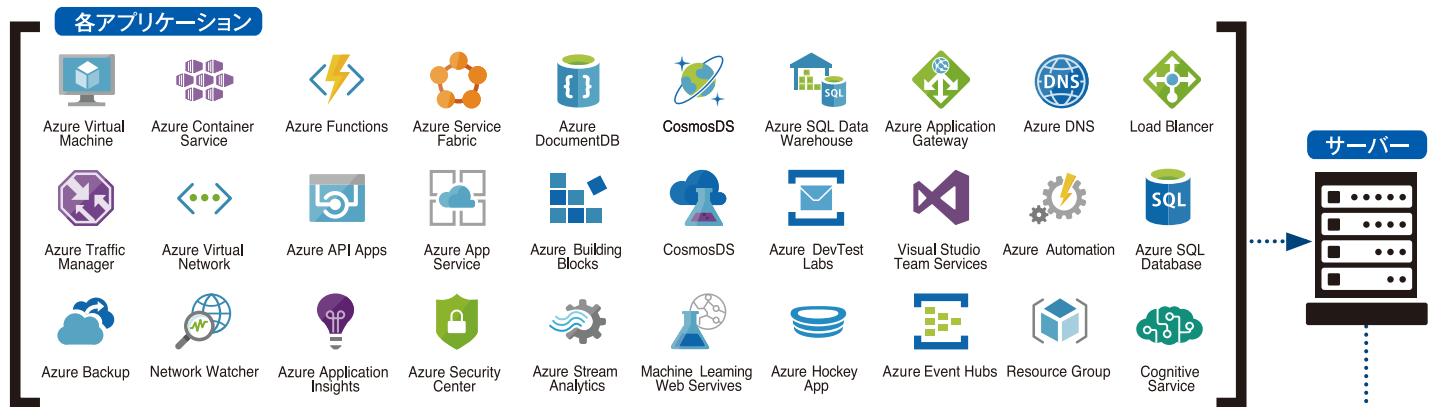 各アプリケーション
Azure Virtual
Machine
Azure Container
Sarvice
Azure Functions
Azure Service
Fabric
Azure
DocumentDB
CosmosDS
Azure SQL Data
Warehouse
Azure Application
Gateway
Azure DNS
Load Blancer
DNS
SQL
サーバー
Azure Traffic
Manager
Azure Virtual
Network
Azure API Apps
Azure App
Service
Azure Building
Blocks
CosmosDS
Azure DevTest
Labs
Visual Studio
Team Services
Azure Automation
Azure SQL
Database
SQL
Azure Backup
Network Watcher
Azure Application
Insights
Azure Security
Center
Azure Stream
Analytics
Machine Learning
Web Servives
Azure Hockey
App
Azure Event Hubs
Resource Group
Cognitive
Sarvice